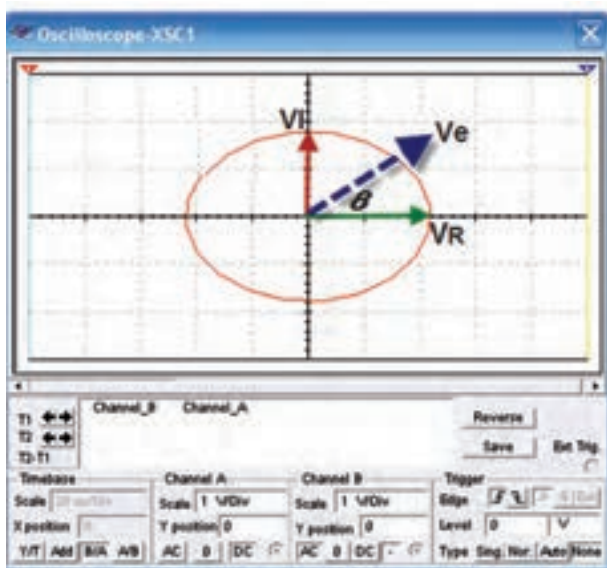 Oscilloscope-XSC1
Vl
Ve
θ
VR
Channel_B Channel_A
T1
T2
T2-T1
Reverse
Save
Ext Trig.
Timebase
Scale
X position
Y/T Add B/A A/B
Channel A
Scale 1 V/Div
Y position 0
AC 0 DC
Channel B
Scale 1 V/Div
Y position 0
AC 0 DC -
Trigger
Edge
Level 0 V
Type Sing. Nor. Auto None